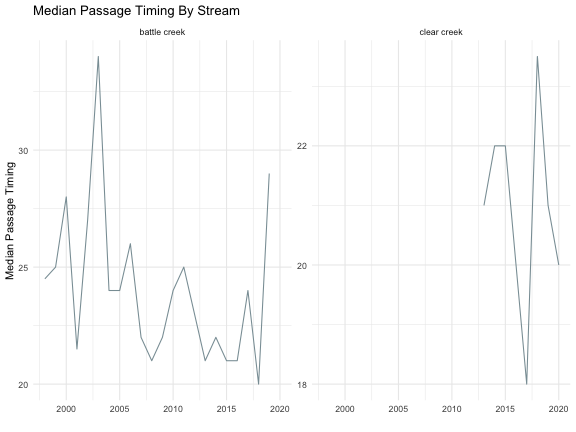 Median Passage Timing By Stream
battle creek
clear creek
Median Passage Timing
30
25
20
22
20
18
2000 2005 2010 2015 2020
2000 2005 2010 2015 2020